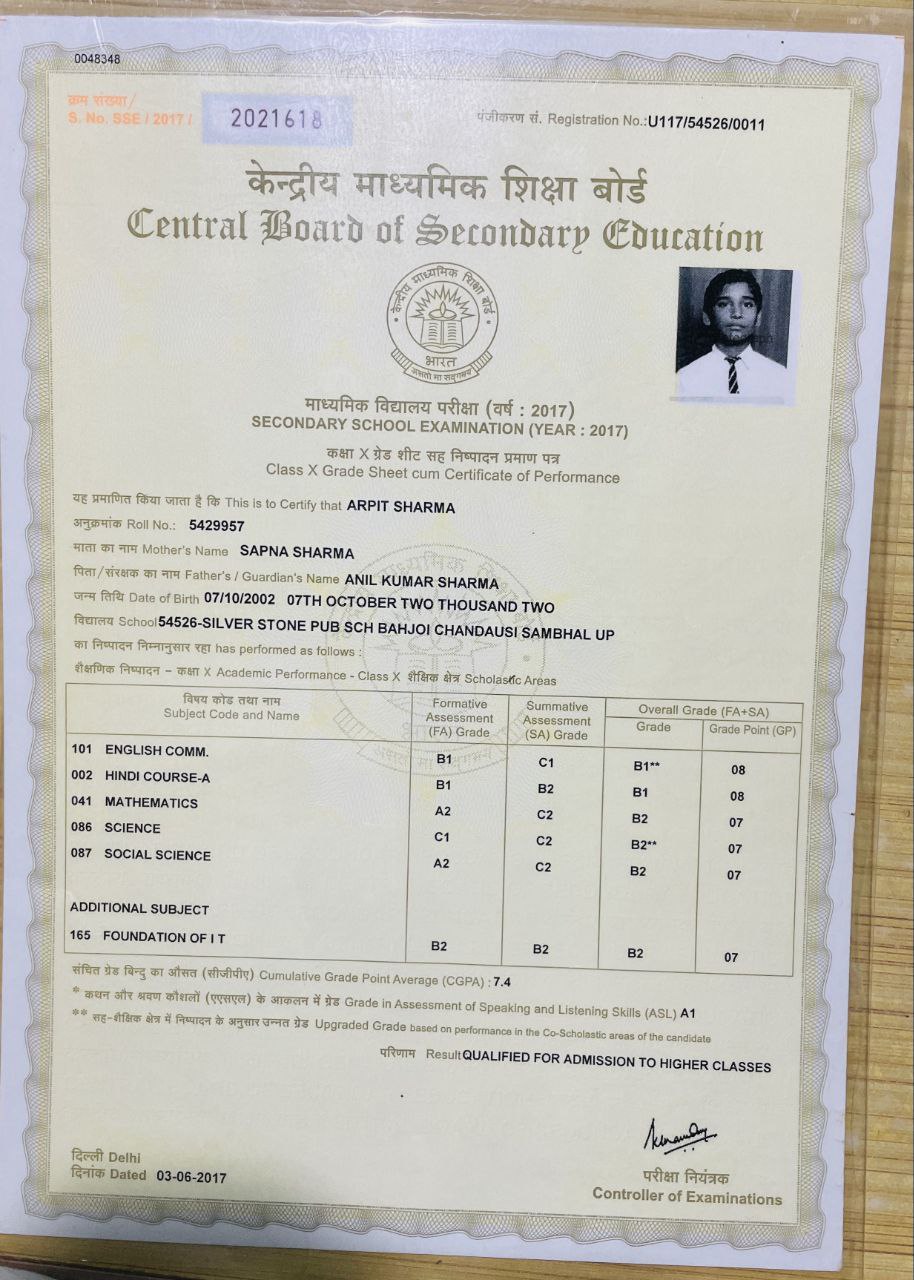 0048348
क्रम संख्या/
S. No. SSE / 2017 /
2021618
पंजीकरण सं. Registration No.:U117/54526/0011
केन्द्रीय माध्यमिक शिक्षा बोर्ड
Central Board of Secondary Education
केन्द्रीय माध्यमिक शिक्षा बोर्ड
भारत
असतो मा सद्गमय
माध्यमिक विद्यालय परीक्षा (वर्ष : 2017)
SECONDARY SCHOOL EXAMINATION (YEAR : 2017)
कक्षा X ग्रेड शीट सह निष्पादन प्रमाण पत्र
Class X Grade Sheet cum Certificate of Performance
यह प्रमाणित किया जाता है कि This is to Certify that ARPIT SHARMA
अनुक्रमांक Roll No.: 5429957
माता का नाम Mother's Name SAPNA SHARMA
पिता/संरक्षक का नाम Father's / Guardian's Name ANIL KUMAR SHARMA
जन्म तिथि Date of Birth 07/10/2002 07TH OCTOBER TWO THOUSAND TWO
विद्यालय School 54526-SILVER STONE PUB SCH BAHJOI CHANDAUSI SAMBHAL UP
का निष्पादन निम्नानुसार रहा has performed as follows :
शैक्षणिक निष्पादन – कक्षा X Academic Performance - Class X शैक्षिक क्षेत्र Scholastic Areas
विषय कोड तथा नाम
Subject Code and Name
Formative Assessment (FA) Grade
Summative Assessment (SA) Grade
Overall Grade (FA+SA)
Grade Grade Point (GP)
101 ENGLISH COMM. B1 C1 B1** 08
002 HINDI COURSE-A B1 B2 B1 08
041 MATHEMATICS A2 C2 B2 07
086 SCIENCE C1 C2 B2** 07
087 SOCIAL SCIENCE A2 C2 B2 07
ADDITIONAL SUBJECT
165 FOUNDATION OF I T B2 B2 B2 07
संचित ग्रेड बिन्दु का औसत (सीजीपीए) Cumulative Grade Point Average (CGPA) : 7.4
* कथन और श्रवण कौशलों (एएसएल) के आकलन में ग्रेड Grade in Assessment of Speaking and Listening Skills (ASL) A1
** सह-शैक्षिक क्षेत्र में निष्पादन के अनुसार उन्नत ग्रेड Upgraded Grade based on performance in the Co-Scholastic areas of the candidate
परिणाम Result QUALIFIED FOR ADMISSION TO HIGHER CLASSES
दिल्ली Delhi
दिनांक Dated 03-06-2017
परीक्षा नियंत्रक
Controller of Examinations